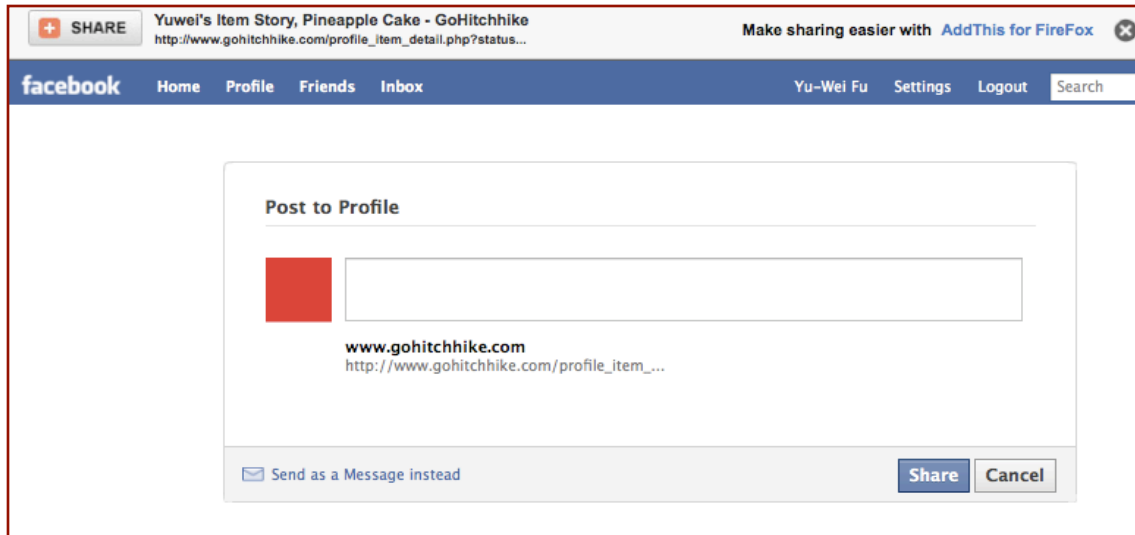 SHARE
Yuwei's Item Story, Pineapple Cake - GoHitchhike
http://www.gohitchhike.com/profile_item_detail.php?status...
Make sharing easier with AddThis for FireFox
facebook Home Profile Friends Inbox Yu-Wei Fu Settings Logout Search
Post to Profile
www.gohitchhike.com
http://www.gohitchhike.com/profile_item_...
Send as a Message instead
Share Cancel